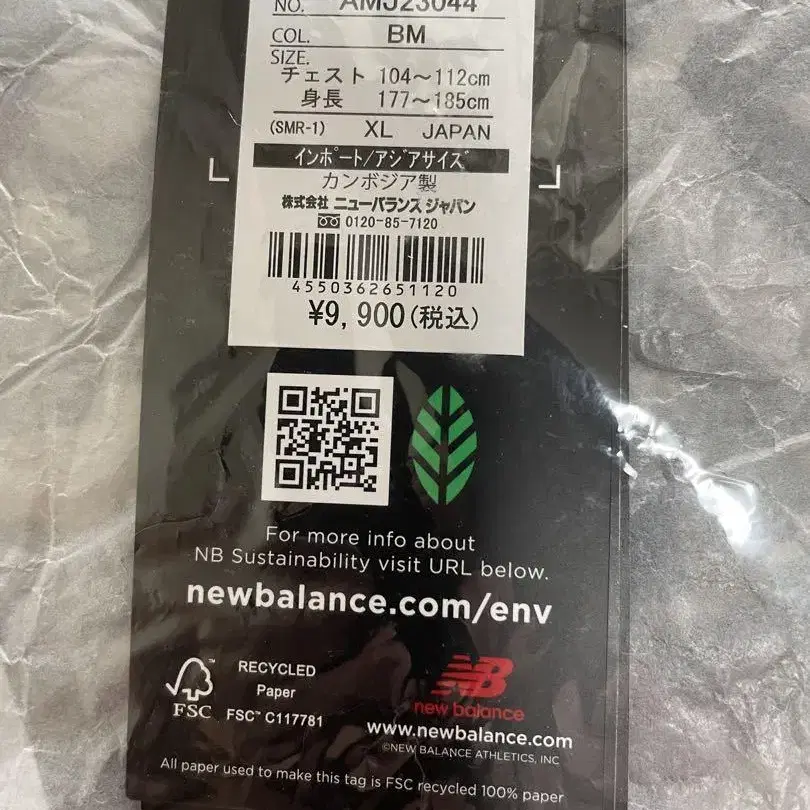 NO. AMJ23044
COL. BM
SIZE.
チェスト 104～112cm
身長 177～185cm
(SMR-1) XL JAPAN
インポート/アジアサイズ
カンボジア製
株式会社 ニューバランス ジャパン
0120-85-7120
4550362651120
¥9,900(税込)
For more info about
NB Sustainability visit URL below.
newbalance.com/env
RECYCLED
Paper
FSC™ C117781
FSC
NB
new balance
www.newbalance.com
©NEW BALANCE ATHLETICS, INC
All paper used to make this tag is FSC recycled 100% paper